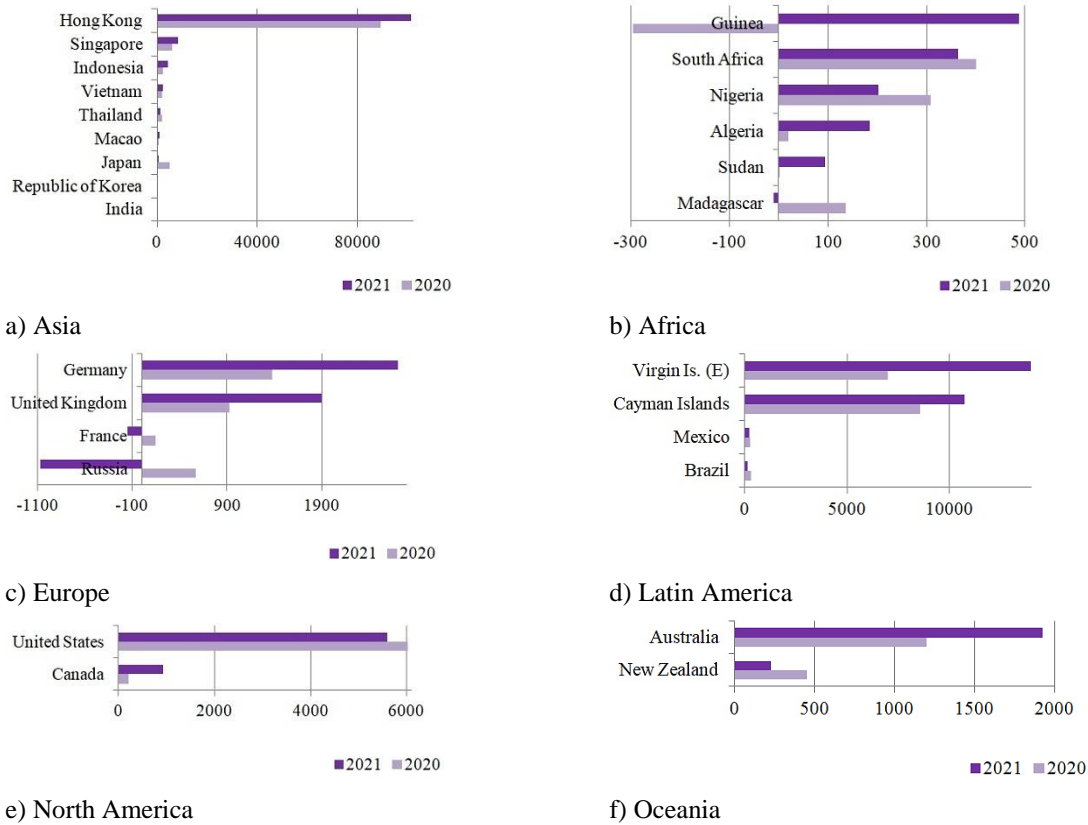 Hong Kong
Singapore
Indonesia
Vietnam
Thailand
Macao
Japan
Republic of Korea
India
0 40000 80000
2021 2020
a) Asia
Guinea
South Africa
Nigeria
Algeria
Sudan
Madagascar
-300 -100 100 300 500
2021 2020
b) Africa
Germany
United Kingdom
France
Russia
-1100 -100 900 1900
2021 2020
c) Europe
Virgin Is. (E)
Cayman Islands
Mexico
Brazil
0 5000 10000
2021 2020
d) Latin America
United States
Canada
0 2000 4000 6000
2021 2020
e) North America
Australia
New Zealand
0 500 1000 1500 2000
2021 2020
f) Oceania